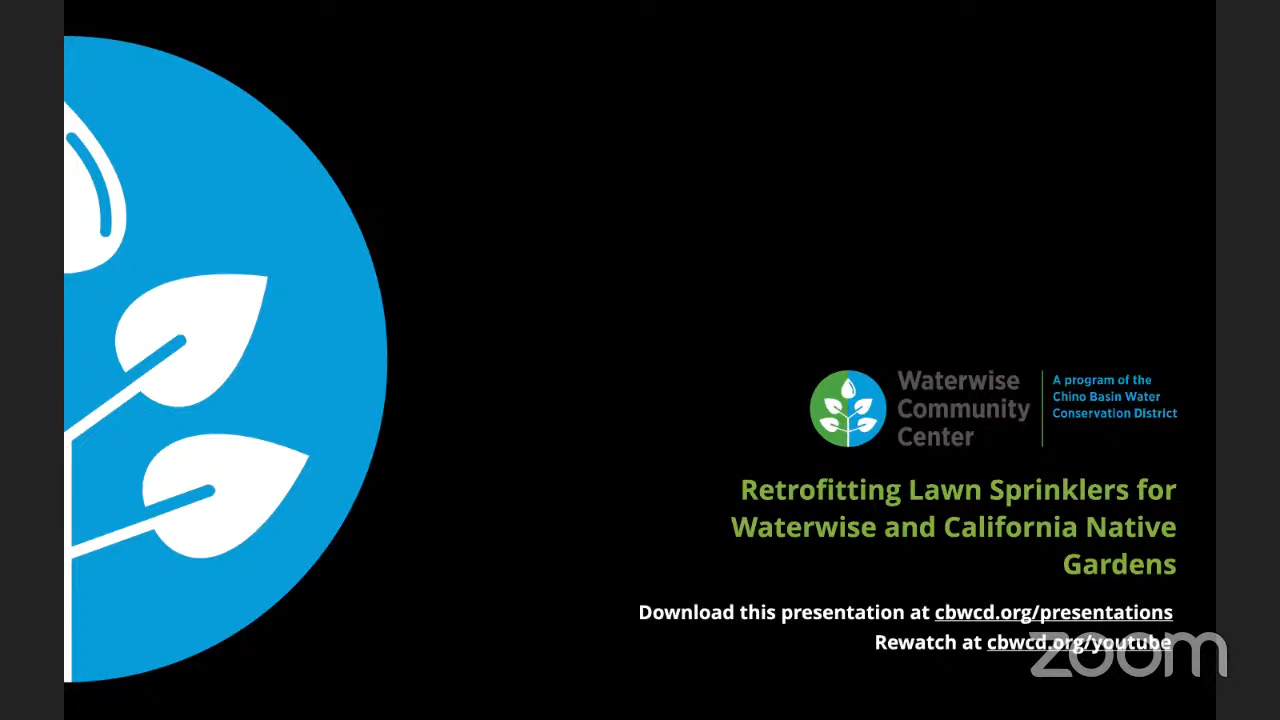 Waterwise
Community
Center
A program of the
Chino Basin Water
Conservation District
Retrofitting Lawn Sprinklers for
Waterwise and California Native
Gardens
Download this presentation at cbwcd.org/presentations
Rewatch at cbwcd.org/youtube
zoom